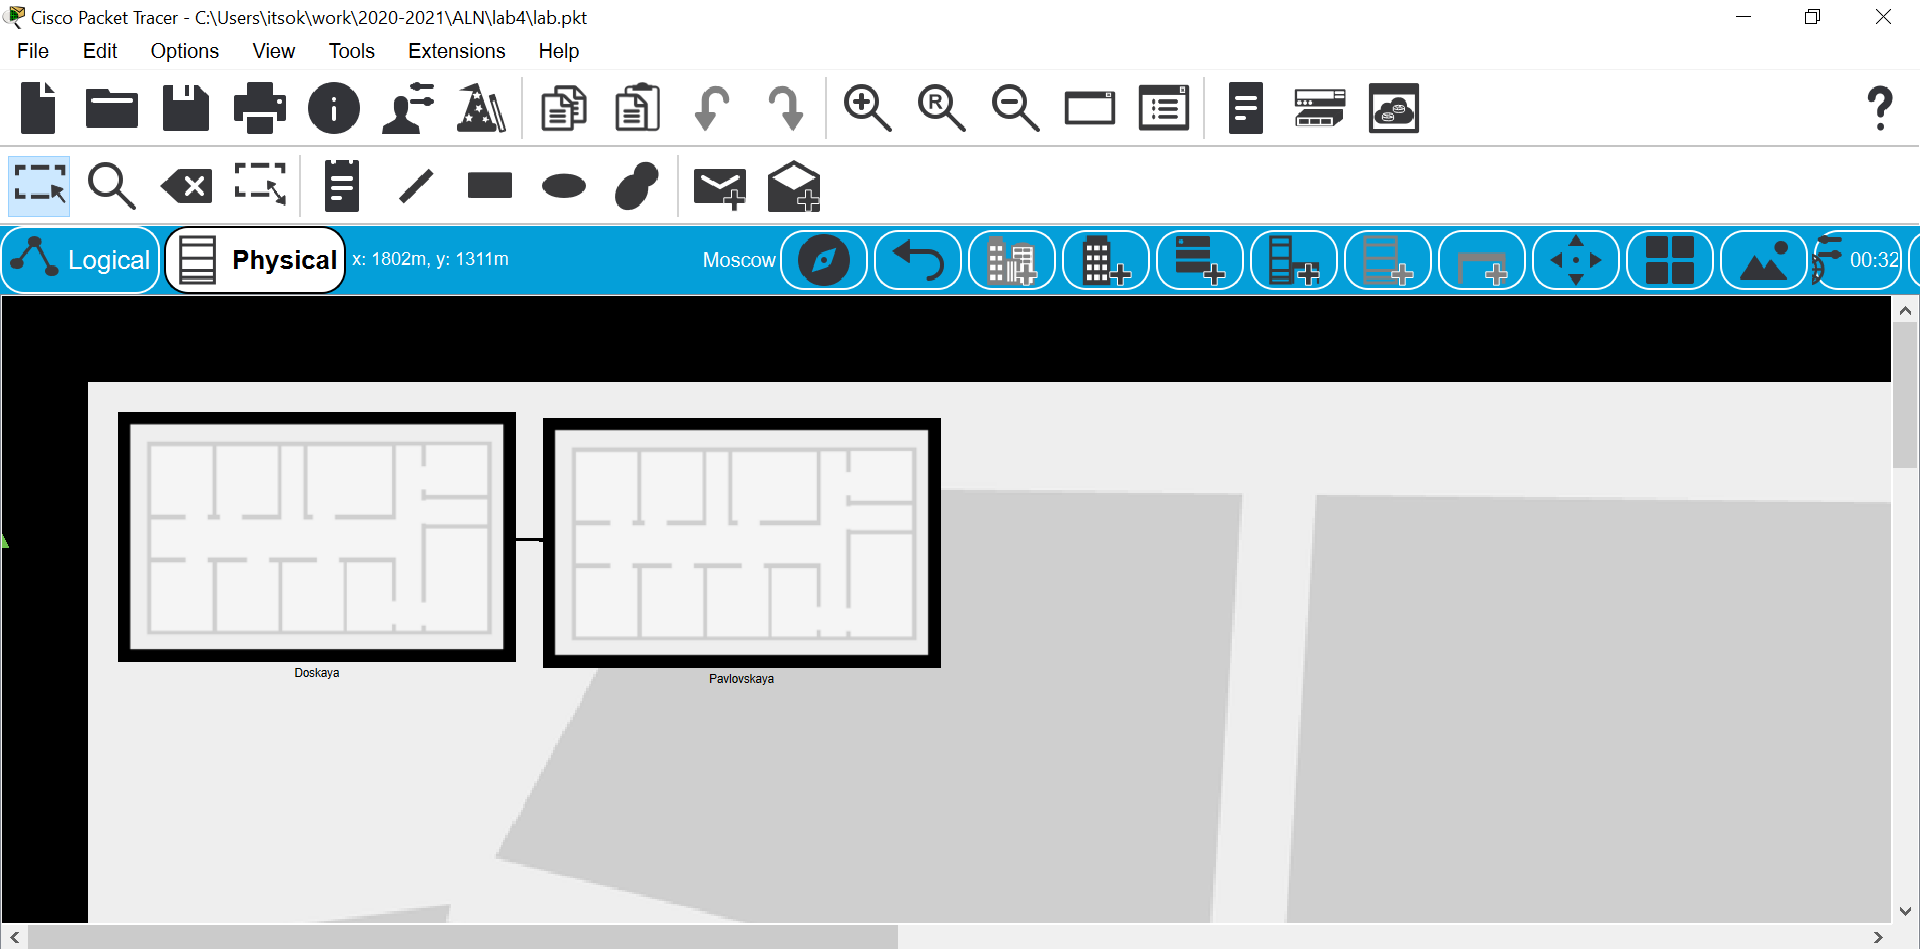 Cisco Packet Tracer - C:\Users\itsok\work\2020-2021\ALN\lab4\lab.pkt
File Edit Options View Tools Extensions Help
R
Logical Physical x: 1802m, y: 1311m Moscow 00:32
Doskaya
Pavlovskaya